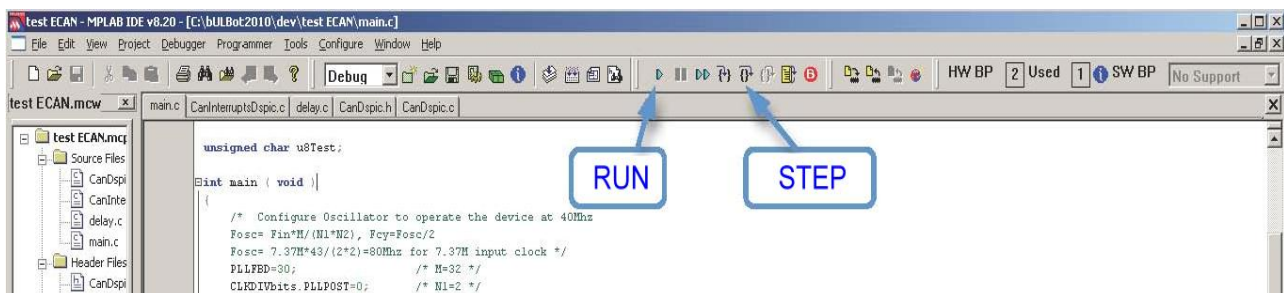 test ECAN - MPLAB IDE v8.20 - [C:\bULBot2010\dev\test ECAN\main.c]
File Edit View Project Debugger Programmer Tools Configure Window Help
Debug
HW BP 2 Used 1 SW BP No Support
test ECAN.mcw
main.c CanInterruptsDspic.c delay.c CanDspic.h CanDspic.c
test ECAN.mcp
Source Files
CanDspi
CanInte
delay.c
main.c
Header Files
CanDspi
unsigned char u8Test;
int main ( void )
{
/* Configure Oscillator to operate the device at 40Mhz
Fosc= Fin*M/(N1*N2), Fcy=Fosc/2
Fosc= 7.37M*43/(2*2)=80Mhz for 7.37M input clock */
PLLFBD=30; /* M=32 */
CLKDIVbits.PLLPOST=0; /* N1=2 */
RUN
STEP